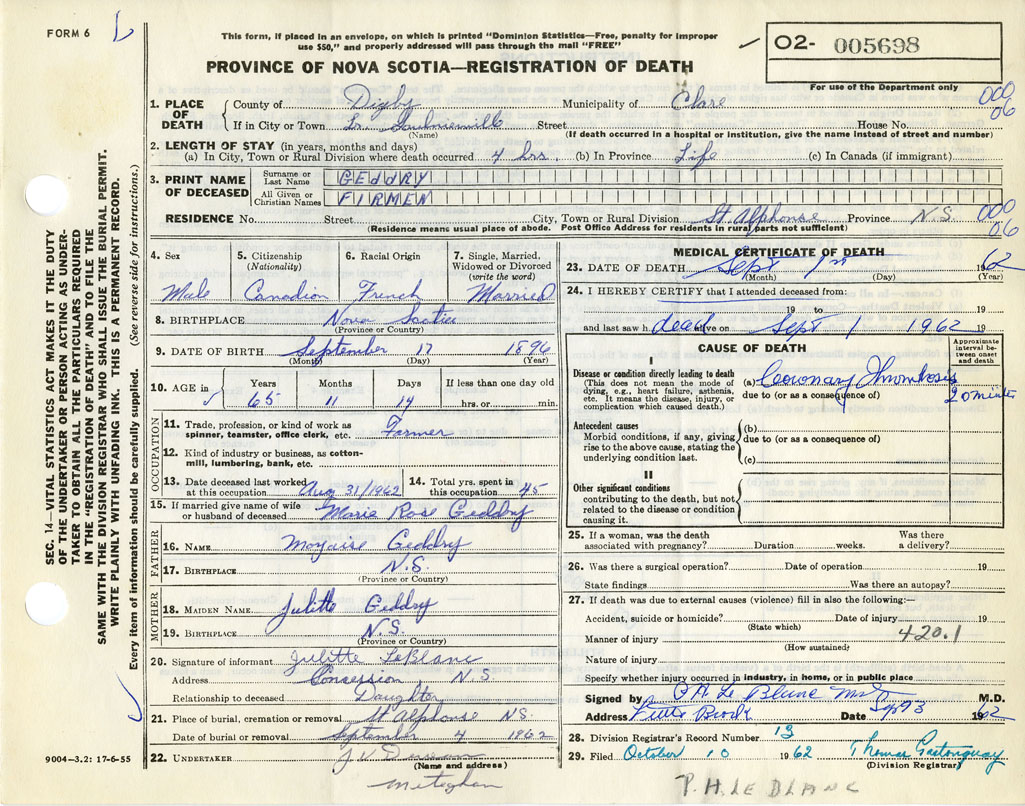 FORM 6
This form, if placed in an envelope, on which is printed "Dominion Statistics—Free, penalty for improper
use $50," and properly addressed will pass through the mail "FREE"
02- 005698
For use of the Department only
PROVINCE OF NOVA SCOTIA—REGISTRATION OF DEATH
000
06
1. PLACE OF DEATH County of Digby Municipality of Clare
If in City or Town Lr. Street House No.
(Name) (If death occurred in a hospital or institution, give the name instead of street and number)
2. LENGTH OF STAY (in years, months and days)
(a) In City, Town or Rural Division where death occurred 4 hrs. (b) In Province Life (c) In Canada (if immigrant)
3. PRINT NAME OF DECEASED Surname or Last Name GEDDRY
All Given or Christian Names FIRMEN
RESIDENCE No. Street City, Town or Rural Division St. Alphonse Province N.S.
(Residence means usual place of abode. Post Office Address for residents in rural parts not sufficient)
000
06
SEC. 14—VITAL STATISTICS ACT MAKES IT THE DUTY
OF THE UNDERTAKER OR PERSON ACTING AS UNDER-
TAKER TO OBTAIN ALL THE PARTICULARS REQUIRED
IN THE "REGISTRATION OF DEATH" AND TO FILE THE
SAME WITH THE DIVISION REGISTRAR WHO SHALL ISSUE THE BURIAL PERMIT.
WRITE PLAINLY WITH UNFADING INK. THIS IS A PERMANENT RECORD.
Every item of information should be carefully supplied. (See reverse side for instructions.)
4. Sex 5. Citizenship (Nationality) 6. Racial Origin 7. Single, Married, Widowed or Divorced (write the word)
Male Canadian French Married
8. BIRTHPLACE Nova Scotia
(Province or Country)
9. DATE OF BIRTH September 17 1896
(Month) (Day) (Year)
10. AGE in Years Months Days If less than one day old
65 11 14 hrs. or min.
OCCUPATION
11. Trade, profession, or kind of work as
spinner, teamster, office clerk, etc. Farmer
12. Kind of industry or business, as cotton-
mill, lumbering, bank, etc.
13. Date deceased last worked at this occupation Aug 31/1962 14. Total yrs. spent in this occupation 45
15. If married give name of wife
or husband of deceased Marie Rose Geddry
FATHER
16. NAME Geddry
17. BIRTHPLACE N.S.
(Province or Country)
MOTHER
18. MAIDEN NAME Juliette Geddry
19. BIRTHPLACE N.S.
(Province or Country)
20. Signature of informant Juliette LeBlanc
Address Concession N.S.
Relationship to deceased Daughter
21. Place of burial, cremation or removal St Alphonse NS.
Date of burial or removal September 4 1962
22. UNDERTAKER
(Name and address)
Meteghan
9004—3.2: 17-6-55
MEDICAL CERTIFICATE OF DEATH
23. DATE OF DEATH Sept 1 1962
(Month) (Day) (Year)
24. I HEREBY CERTIFY that I attended deceased from:
19 to 19
and last saw h dead alive on Sept 1 1962 19
CAUSE OF DEATH
Approximate interval be-tween onset and death
I
Disease or condition directly leading to death
(This does not mean the mode of
dying, e.g., heart failure, asthenia,
etc. It means the disease, injury, or
complication which caused death.)
(a) Coronary Thrombosis 20 minutes
due to (or as a consequence of)
Antecedent causes
Morbid conditions, if any, giving
rise to the above cause, stating the
underlying condition last.
(b)
due to (or as a consequence of)
(c)
II
Other significant conditions
contributing to the death, but not
related to the disease or condition
causing it.
25. If a woman, was the death
associated with pregnancy? Duration weeks. Was there a delivery?
26. Was there a surgical operation? Date of operation 19
State findings Was there an autopsy?
27. If death was due to external causes (violence) fill in also the following:—
Accident, suicide or homicide? Date of injury 19
(State which)
420.1
Manner of injury
(How sustained)
Nature of injury
Specify whether injury occurred in industry, in home, or in public place
Signed by Le Blanc M.D.
Address Little Brook Date Sept 3 1962
28. Division Registrar's Record Number 13
29. Filed October 10 1962 Thomas Gastonguay
(Division Registrar)
P.H. LE BLANC